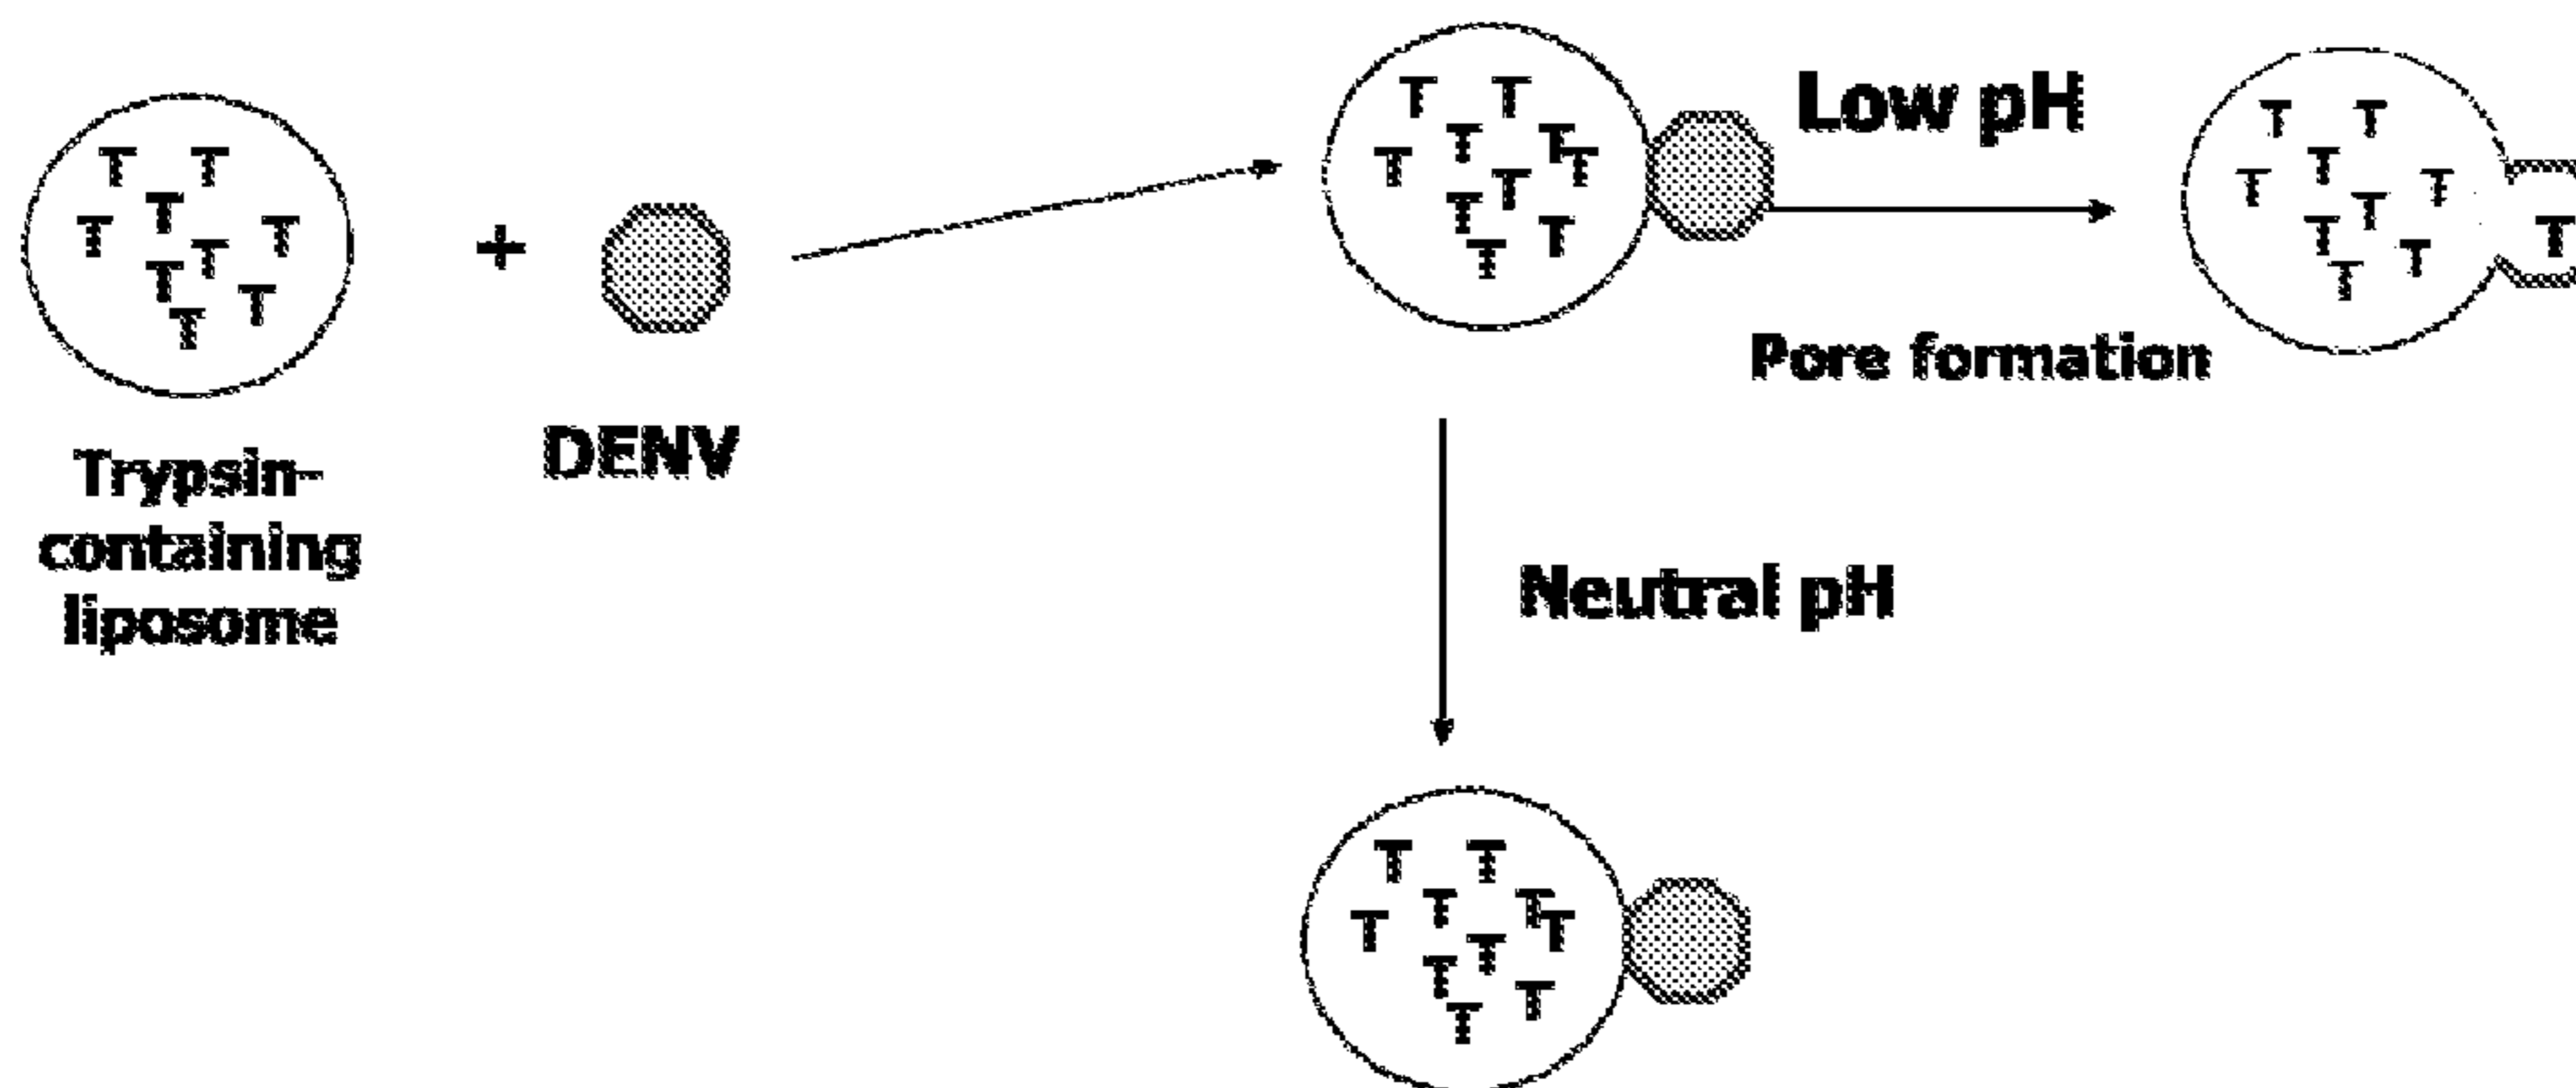 T T T T T T T T T T
+
Trypsin-
containing
liposome
DENV
T T T T T T T T T T T
Low pH
Pore formation
T T T T T T T T T T T
Neutral pH
T T T T T T T T T T T